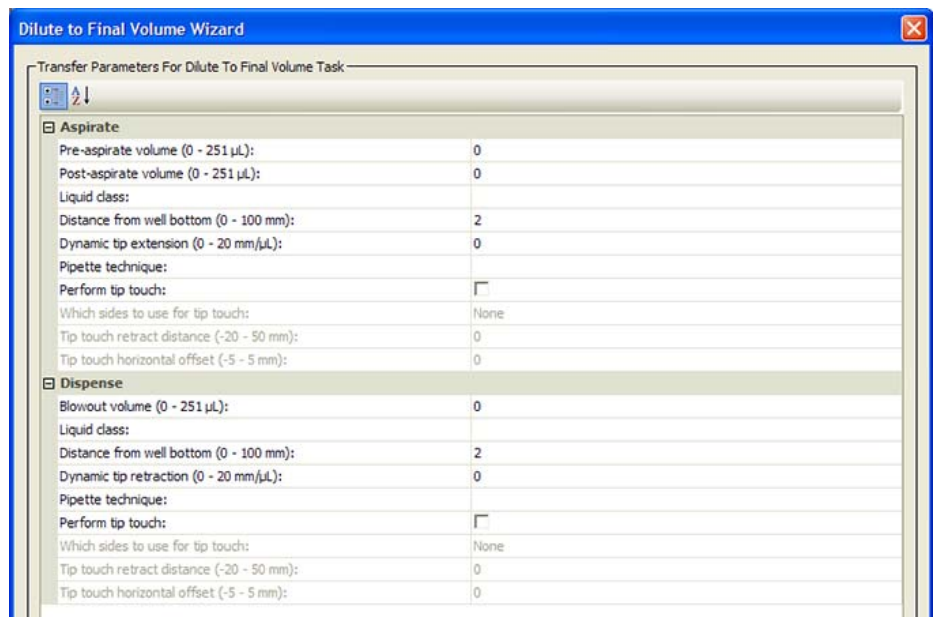 Dilute to Final Volume Wizard
Transfer Parameters For Dilute To Final Volume Task
Aspirate
Pre-aspirate volume (0 - 251 µL): 0
Post-aspirate volume (0 - 251 µL): 0
Liquid class:
Distance from well bottom (0 - 100 mm): 2
Dynamic tip extension (0 - 20 mm/µL): 0
Pipette technique:
Perform tip touch:
Which sides to use for tip touch: None
Tip touch retract distance (-20 - 50 mm): 0
Tip touch horizontal offset (-5 - 5 mm): 0
Dispense
Blowout volume (0 - 251 µL): 0
Liquid class:
Distance from well bottom (0 - 100 mm): 2
Dynamic tip retraction (0 - 20 mm/µL): 0
Pipette technique:
Perform tip touch:
Which sides to use for tip touch: None
Tip touch retract distance (-20 - 50 mm): 0
Tip touch horizontal offset (-5 - 5 mm): 0